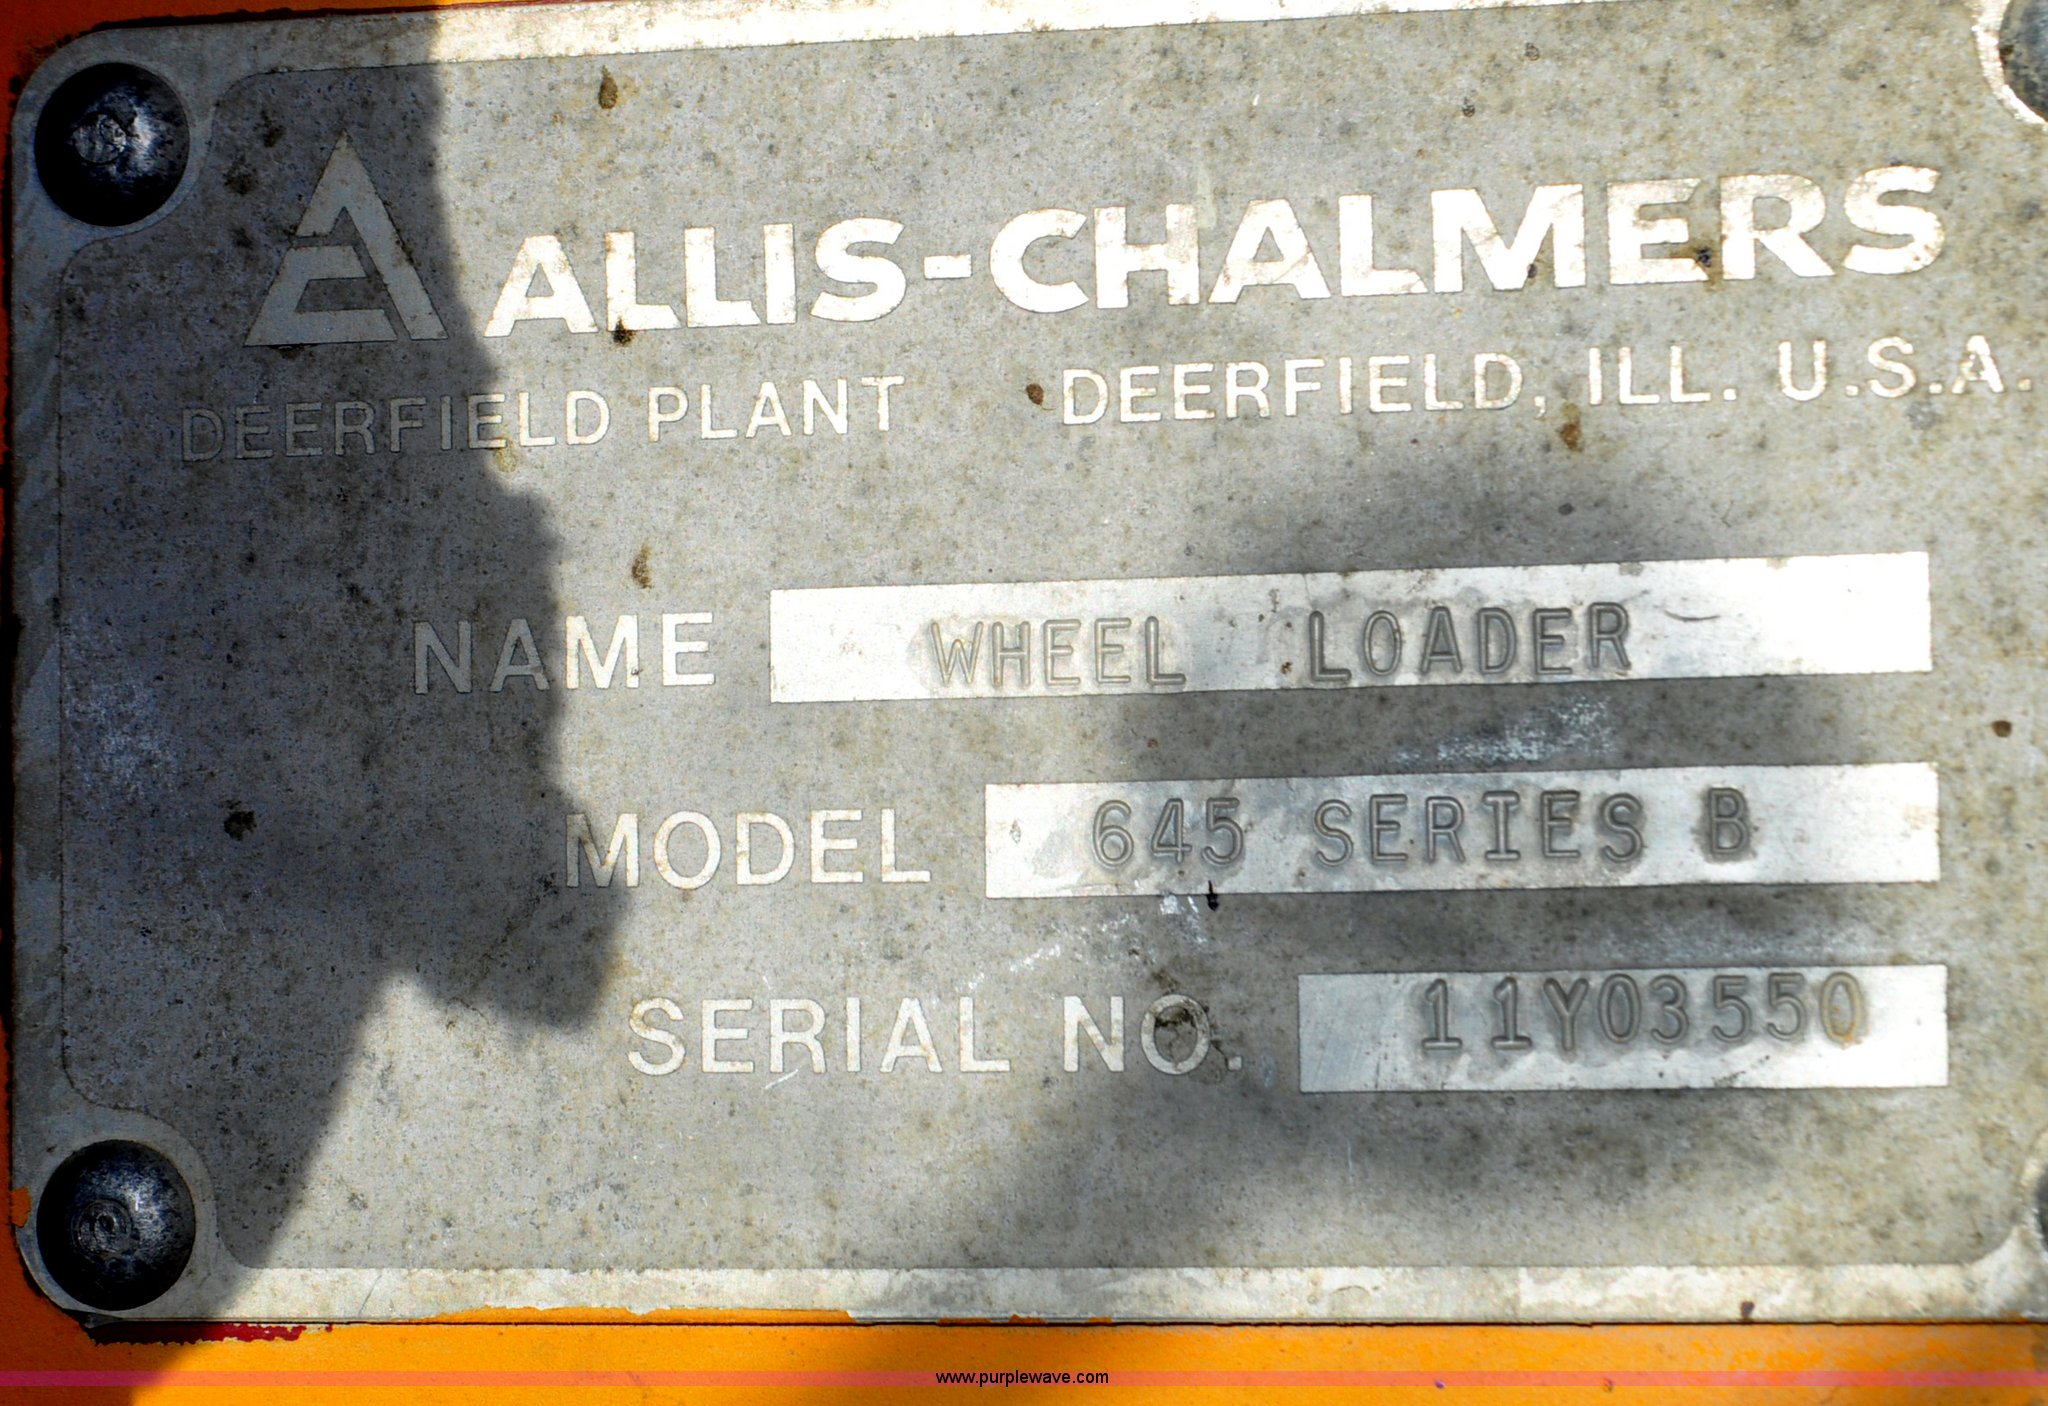 ALLIS-CHALMERS
DEERFIELD PLANT DEERFIELD, ILL. U.S.A.
NAME WHEEL LOADER
MODEL 645 SERIES B
SERIAL NO. 11Y03550
www.purplewave.com